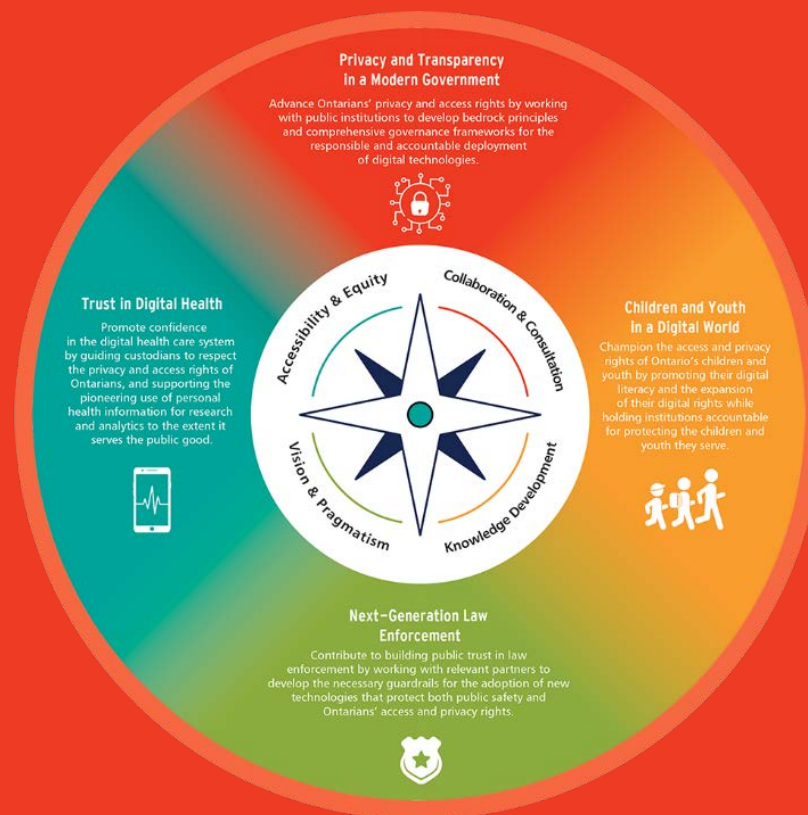 Privacy and Transparency
in a Modern Government
Advance Ontarians’ privacy and access rights by working
with public institutions to develop bedrock principles
and comprehensive governance frameworks for the
responsible and accountable deployment
of digital technologies.
Trust in Digital Health
Promote confidence
in the digital health care system
by guiding custodians to respect
the privacy and access rights of
Ontarians, and supporting the
pioneering use of personal
health information for research
and analytics to the extent it
serves the public good.
Accessibility & Equity
Collaboration & Consultation
Vision & Pragmatism
Knowledge Development
Children and Youth
in a Digital World
Champion the access and privacy
rights of Ontario’s children and
youth by promoting their digital
literacy and the expansion
of their digital rights while
holding institutions accountable
for protecting the children and
youth they serve.
Next-Generation Law
Enforcement
Contribute to building public trust in law
enforcement by working with relevant partners to
develop the necessary guardrails for the adoption of new
technologies that protect both public safety and
Ontarians’ access and privacy rights.